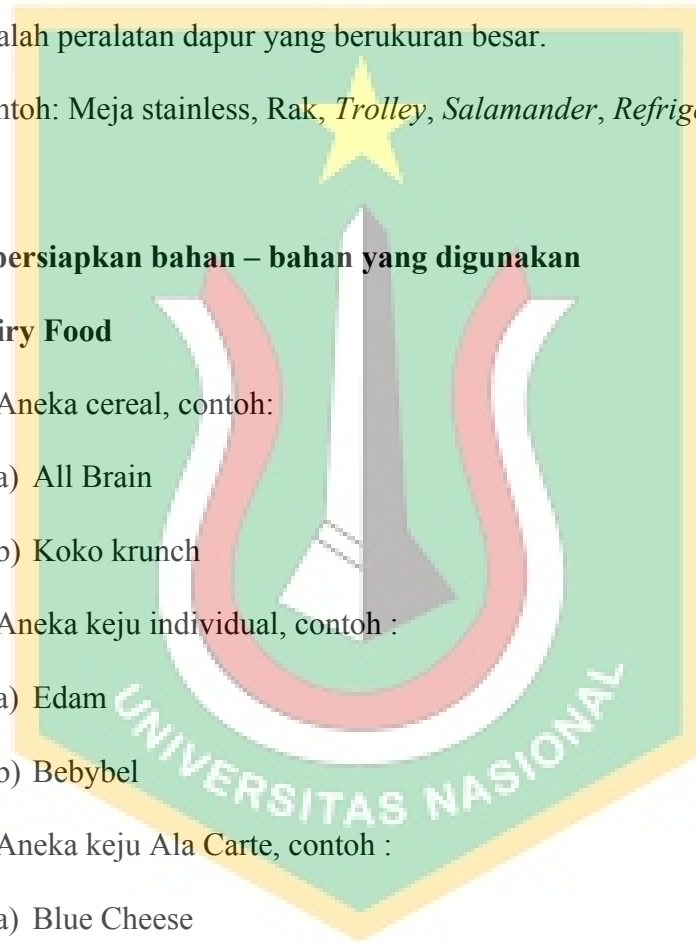 alah peralatan dapur yang berukuran besar.
ntoh: Meja stainless, Rak, Trolley, Salamander, Refrige
persiapkan bahan – bahan yang digunakan
iry Food
Aneka cereal, contoh:
a) All Brain
b) Koko krunch
Aneka keju individual, contoh :
a) Edam
b) Bebybel
Aneka keju Ala Carte, contoh :
a) Blue Cheese
UNIVERSITAS NASIONAL